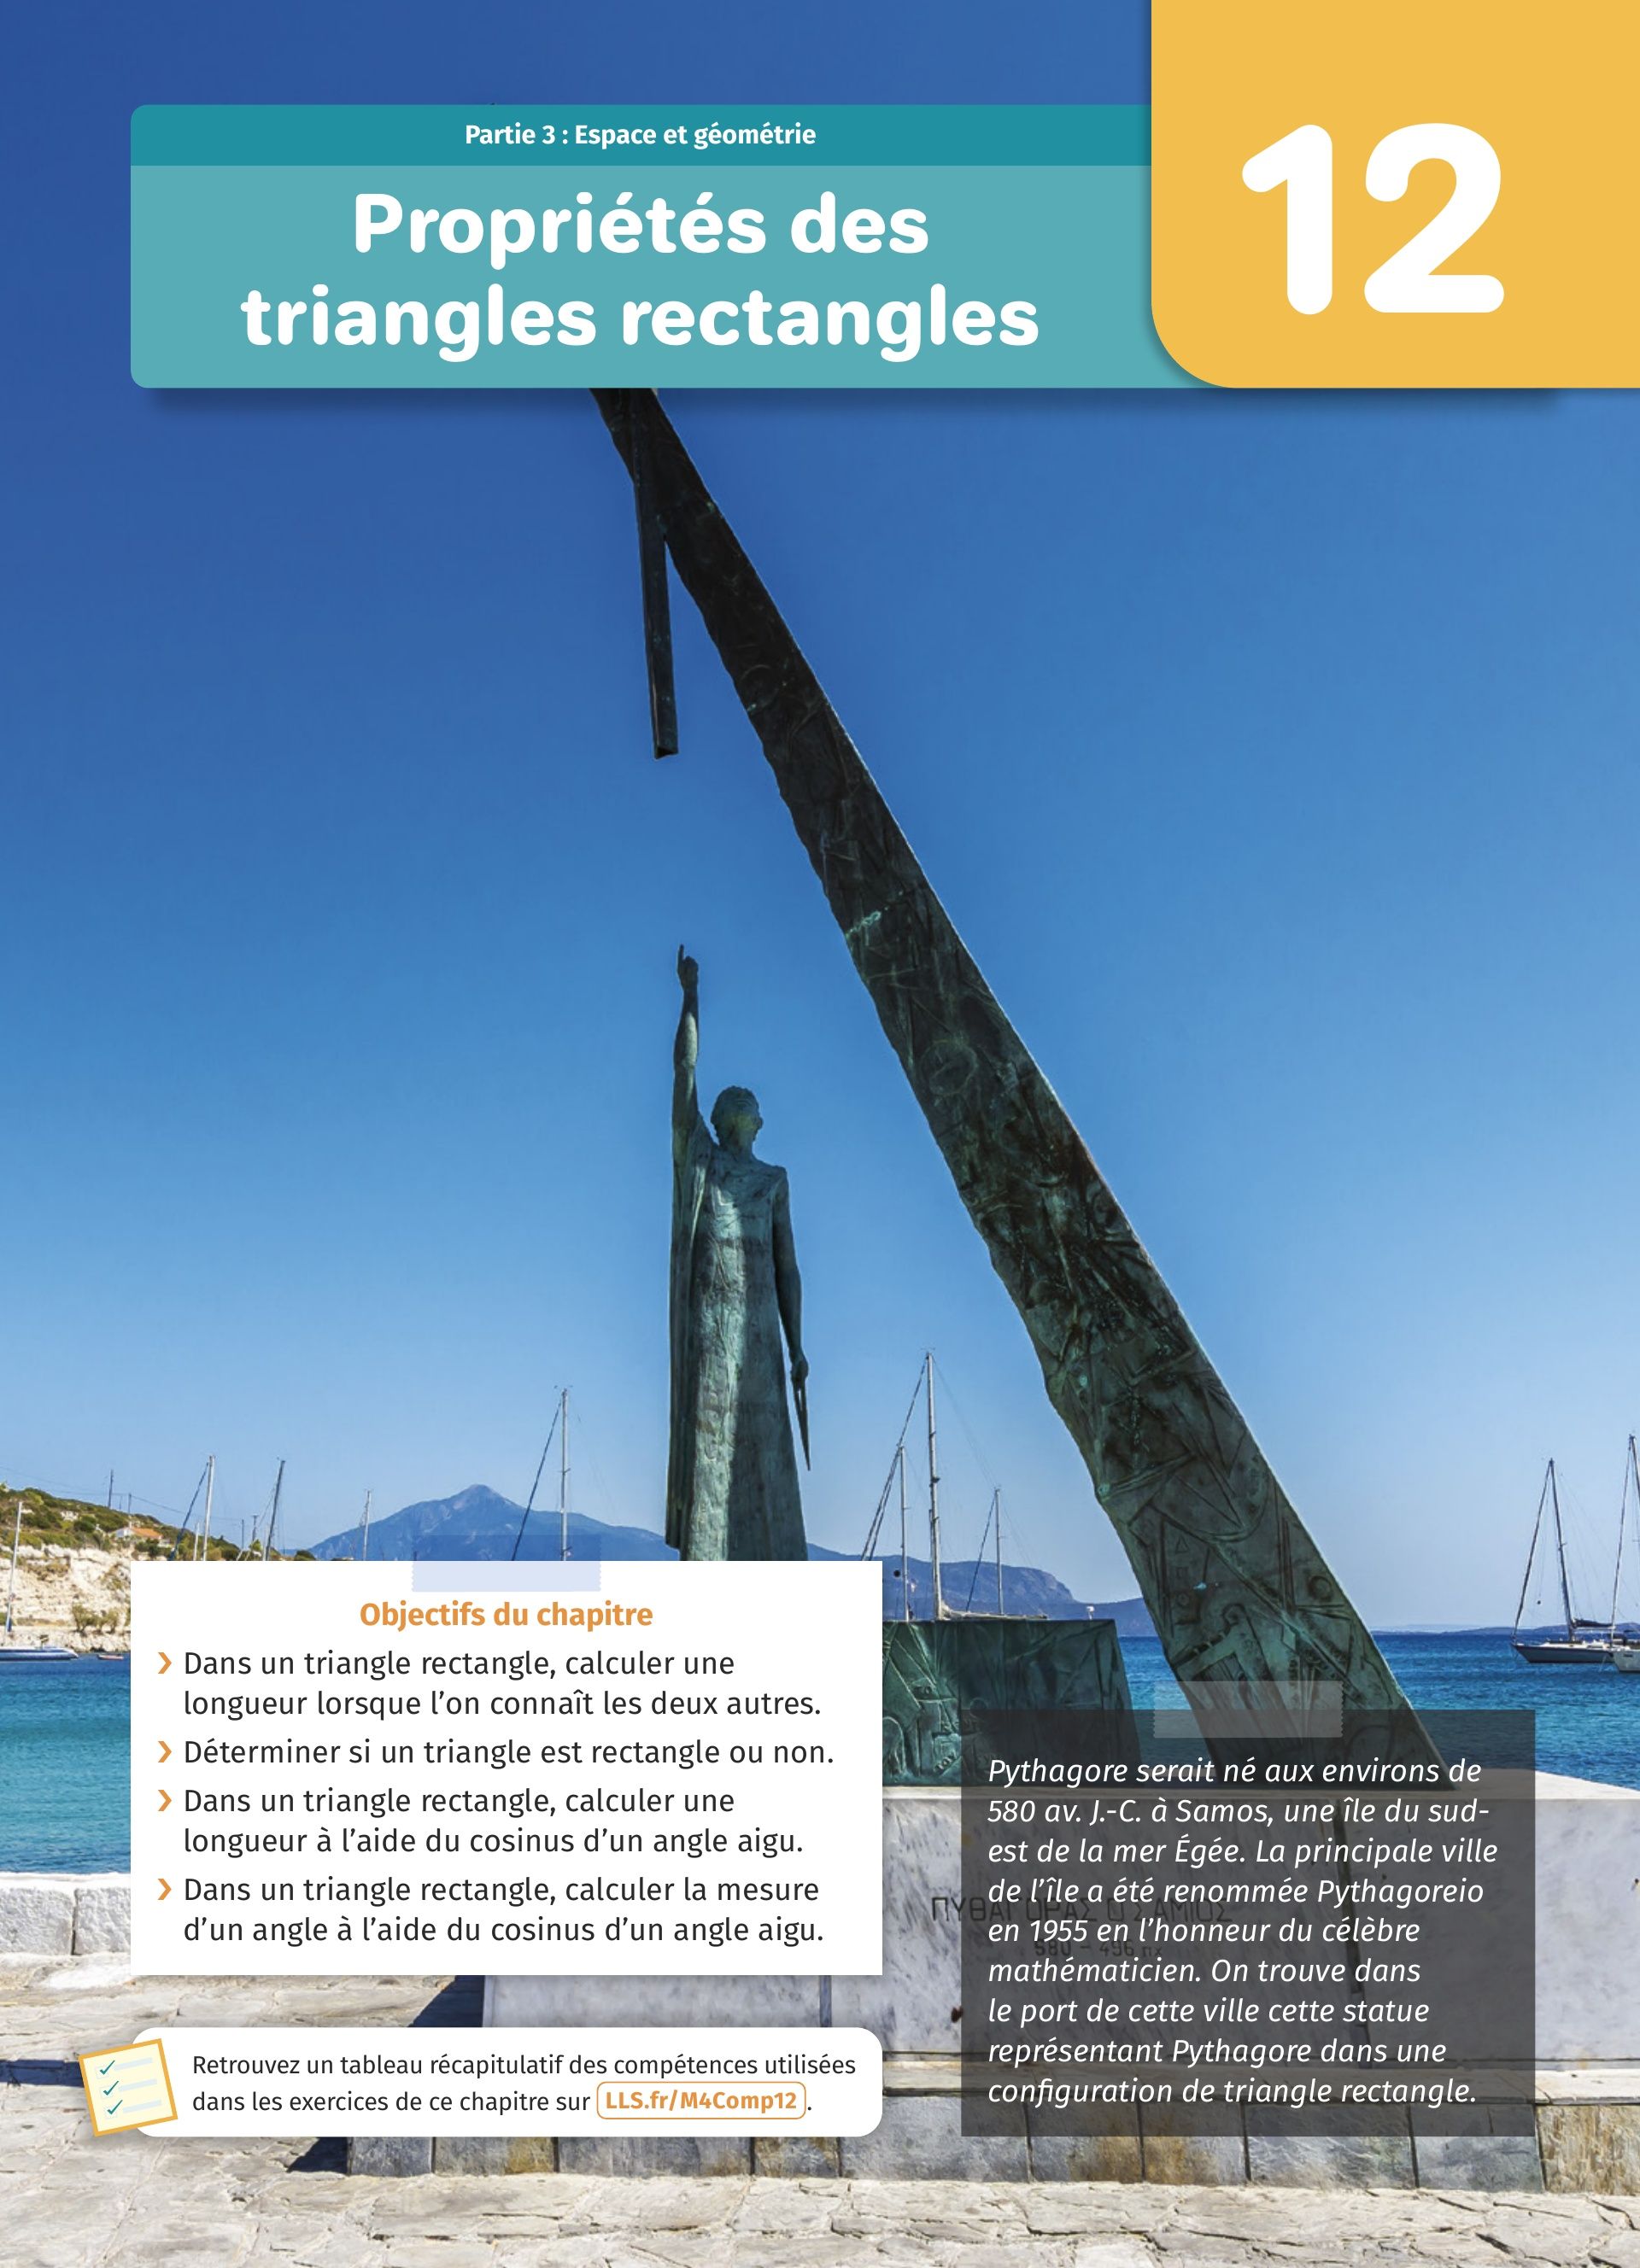 Partie 3 : Espace et géométrie
Propriétés des
triangles rectangles
12
Objectifs du chapitre
› Dans un triangle rectangle, calculer une
longueur lorsque l’on connaît les deux autres.
› Déterminer si un triangle est rectangle ou non.
› Dans un triangle rectangle, calculer une
longueur à l’aide du cosinus d’un angle aigu.
› Dans un triangle rectangle, calculer la mesure
d’un angle à l’aide du cosinus d’un angle aigu.
Retrouvez un tableau récapitulatif des compétences utilisées
dans les exercices de ce chapitre sur LLS.fr/M4Comp12.
Pythagore serait né aux environs de
580 av. J.-C. à Samos, une île du sud-
est de la mer Égée. La principale ville
de l’île a été renommée Pythagoreio
en 1955 en l’honneur du célèbre
mathématicien. On trouve dans
le port de cette ville cette statue
représentant Pythagore dans une
configuration de triangle rectangle.
ΠΥΘΑΓΟΡΑΣ Ο ΣΑΜΙΟΣ
580 – 496 πχ